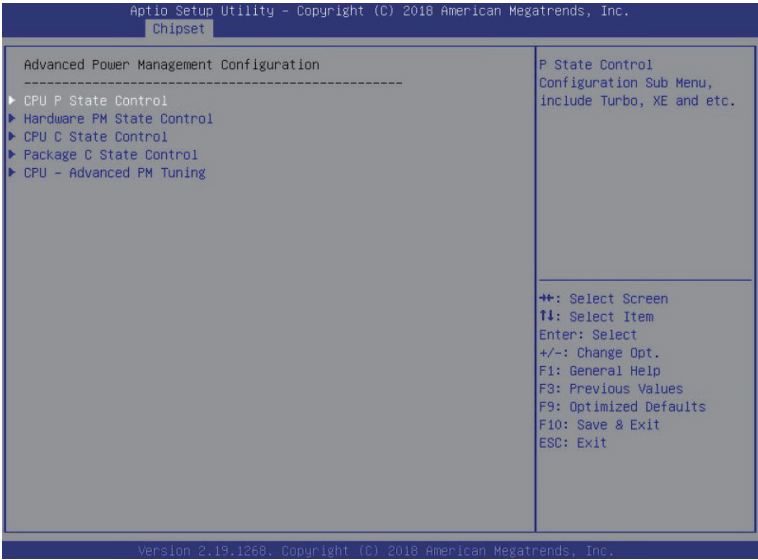 Aptio Setup Utility – Copyright (C) 2018 American Megatrends, Inc.
Chipset
Advanced Power Management Configuration
--------------------------------------------------
CPU P State Control
Hardware PM State Control
CPU C State Control
Package C State Control
CPU – Advanced PM Tuning
P State Control
Configuration Sub Menu,
include Turbo, XE and etc.
→←: Select Screen
↑↓: Select Item
Enter: Select
+/-: Change Opt.
F1: General Help
F3: Previous Values
F9: Optimized Defaults
F10: Save & Exit
ESC: Exit
Version 2.19.1268. Copyright (C) 2018 American Megatrends, Inc.